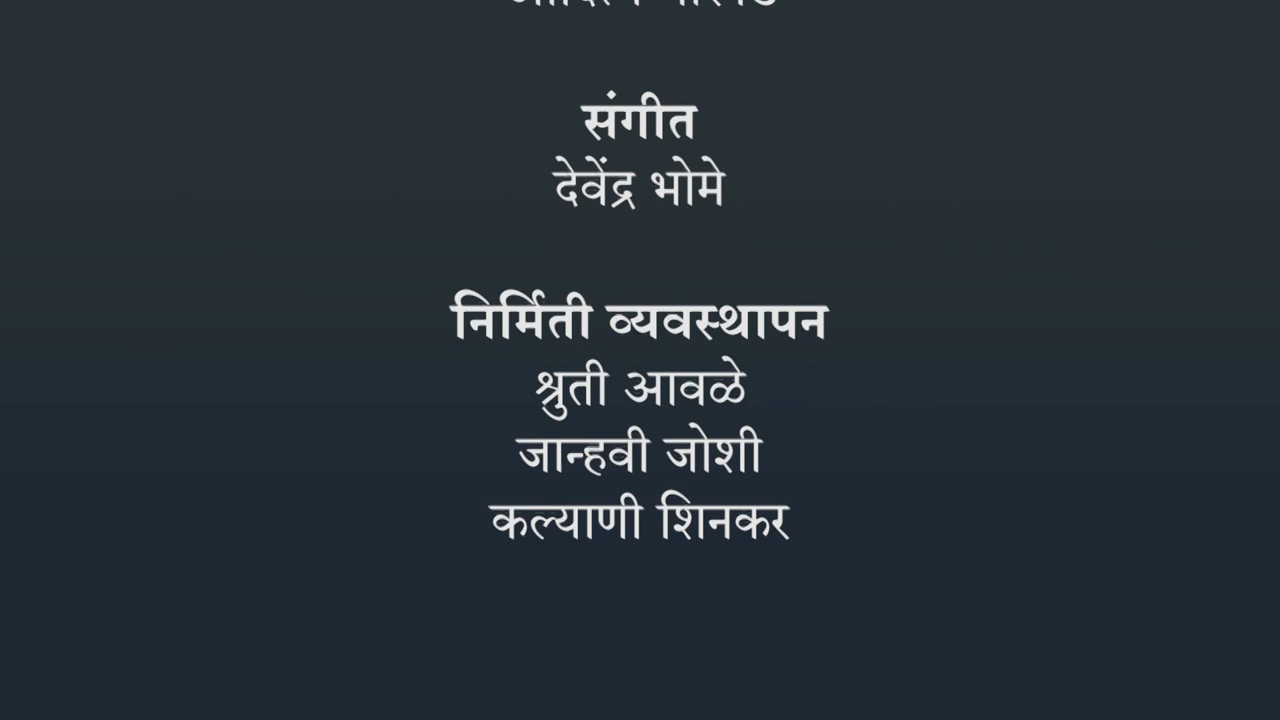 संगीत
देवेंद्र भोमे
निर्मिती व्यवस्थापन
श्रुती आवळे
जान्हवी जोशी
कल्याणी शिनकर